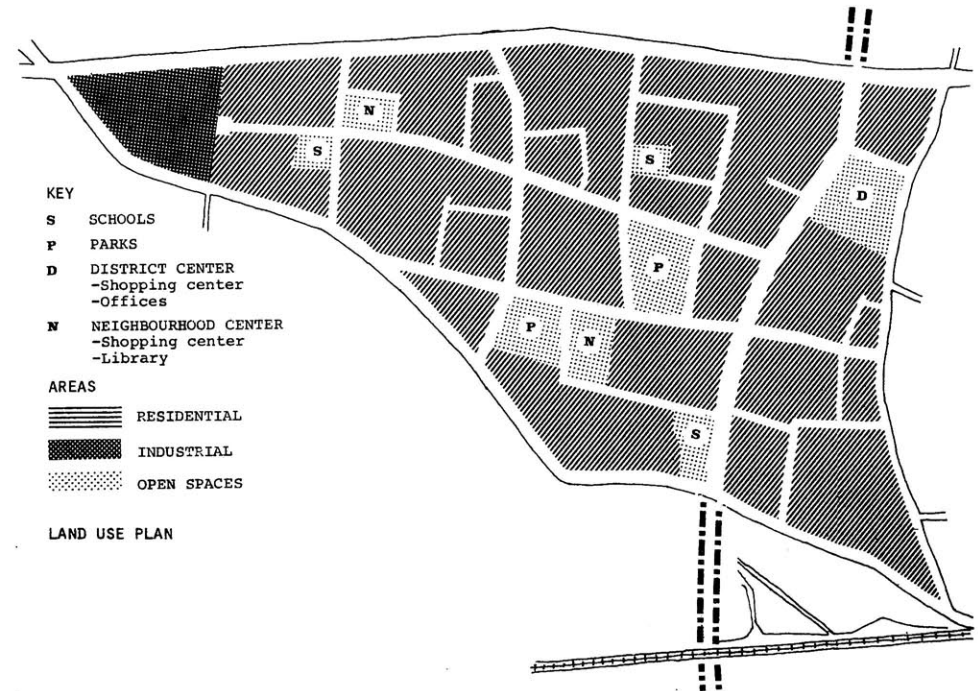 N
S
S
D
P
P
N
S
KEY
S SCHOOLS
P PARKS
D DISTRICT CENTER
-Shopping center
-Offices
N NEIGHBOURHOOD CENTER
-Shopping center
-Library
AREAS
RESIDENTIAL
INDUSTRIAL
OPEN SPACES
LAND USE PLAN